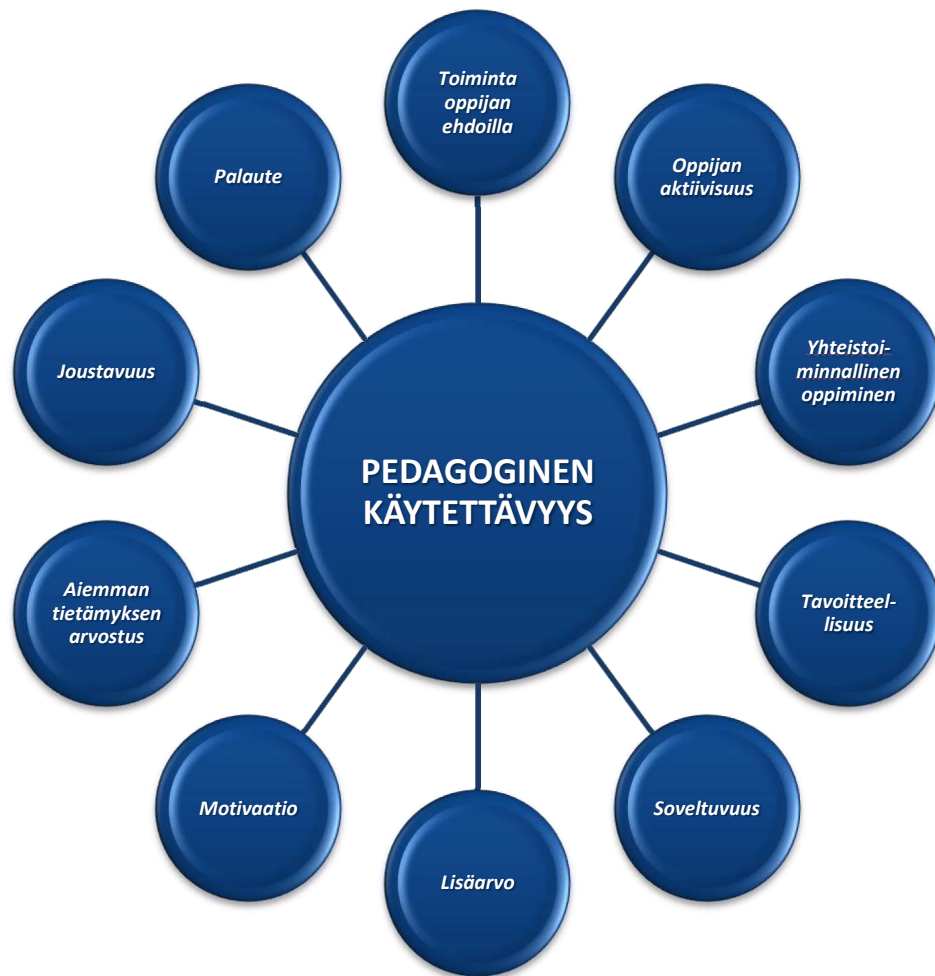 Toiminta
oppijan
ehdoilla
Oppijan
aktiivisuus
Yhteistoi-
minnallinen
oppiminen
Tavoitteel-
lisuus
Soveltuvuus
Lisäarvo
Motivaatio
Aiemman
tietämyksen
arvostus
Joustavuus
Palaute
PEDAGOGINEN
KÄYTETTÄVYYS